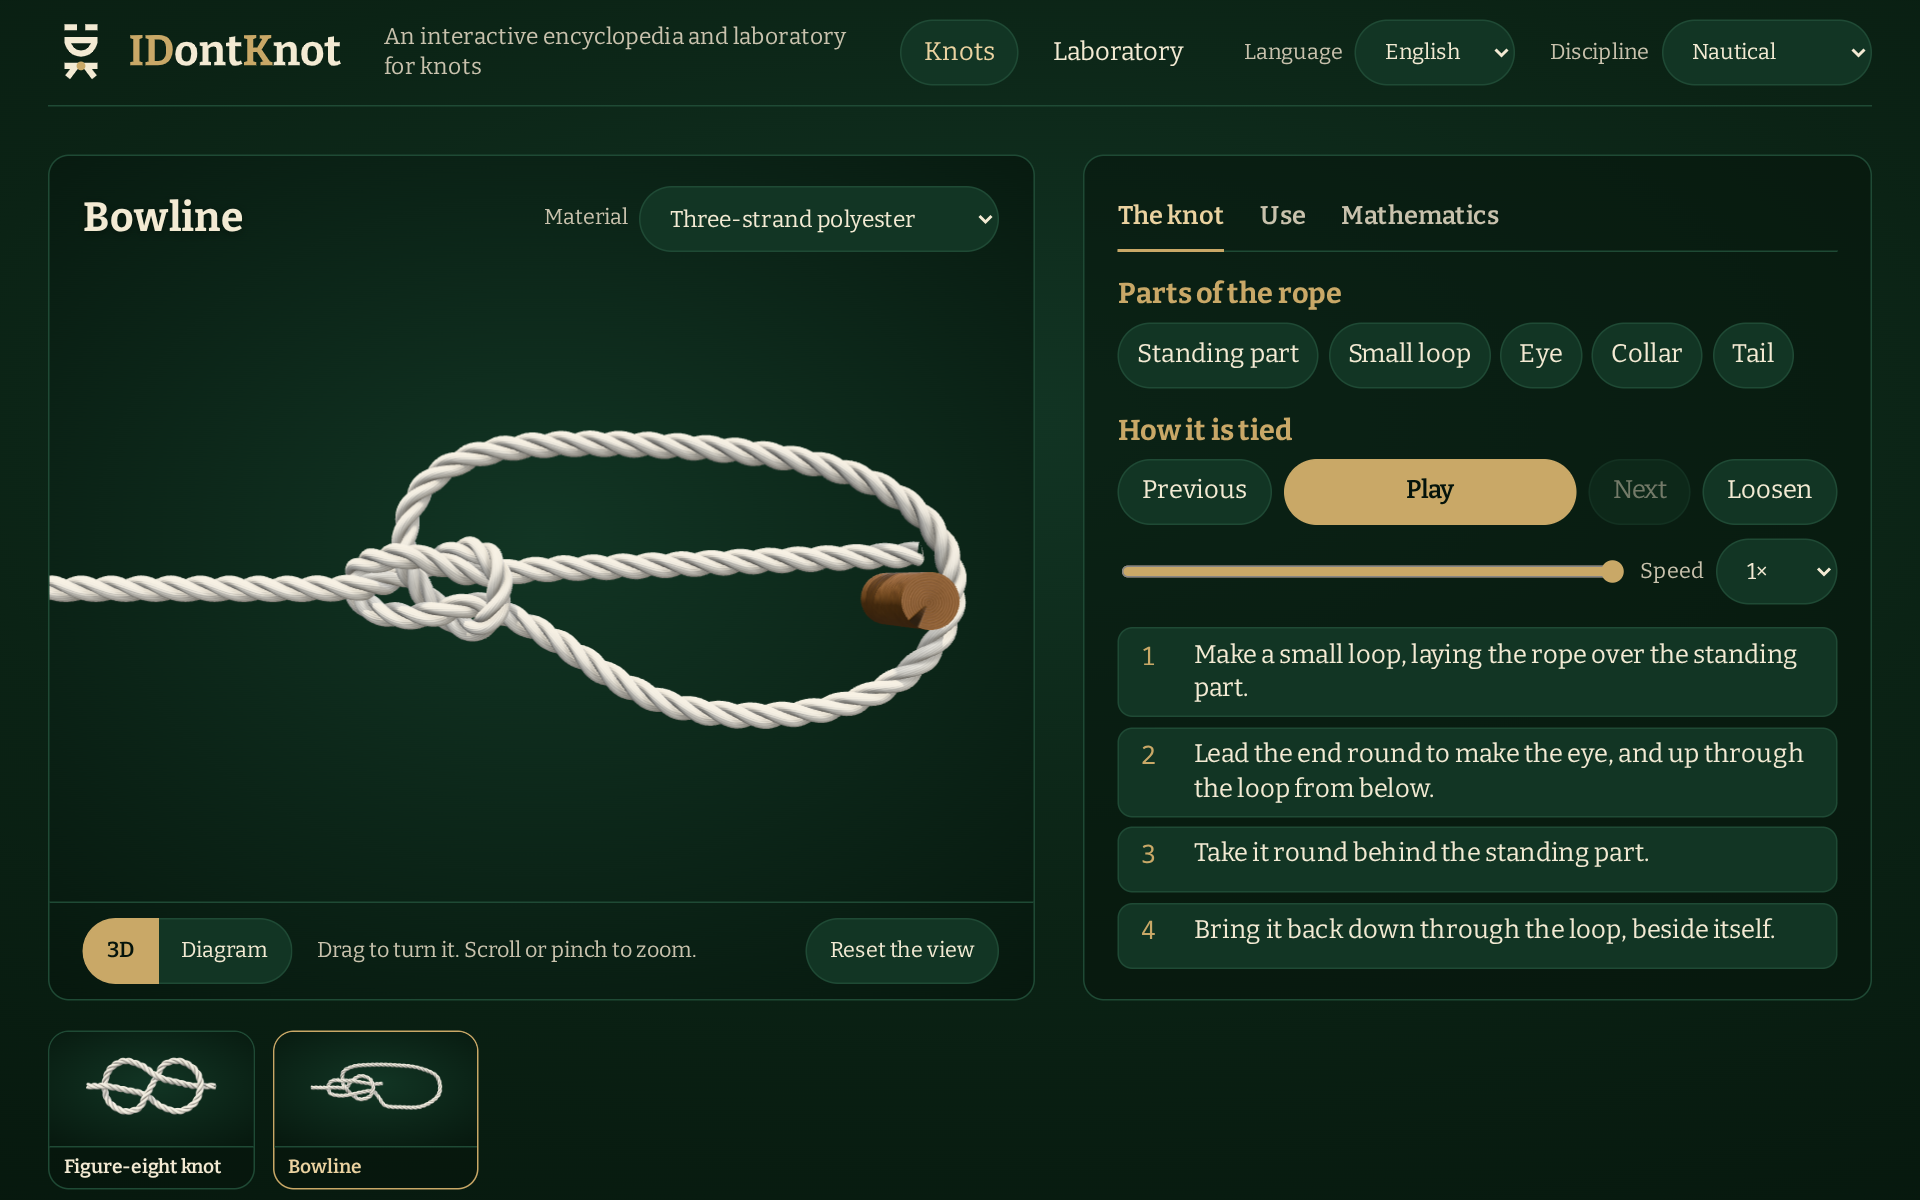 IDontKnot
An interactive encyclopedia and laboratory
for knots
Knots
Laboratory
Language
English
Discipline
Nautical
Bowline
Material
Three-strand polyester
3D
Diagram
Drag to turn it. Scroll or pinch to zoom.
Reset the view
The knot
Use
Mathematics
Parts of the rope
Standing part
Small loop
Eye
Collar
Tail
How it is tied
Previous
Play
Next
Loosen
Speed
1×
1
Make a small loop, laying the rope over the standing
part.
2
Lead the end round to make the eye, and up through
the loop from below.
3
Take it round behind the standing part.
4
Bring it back down through the loop, beside itself.
Figure-eight knot
Bowline